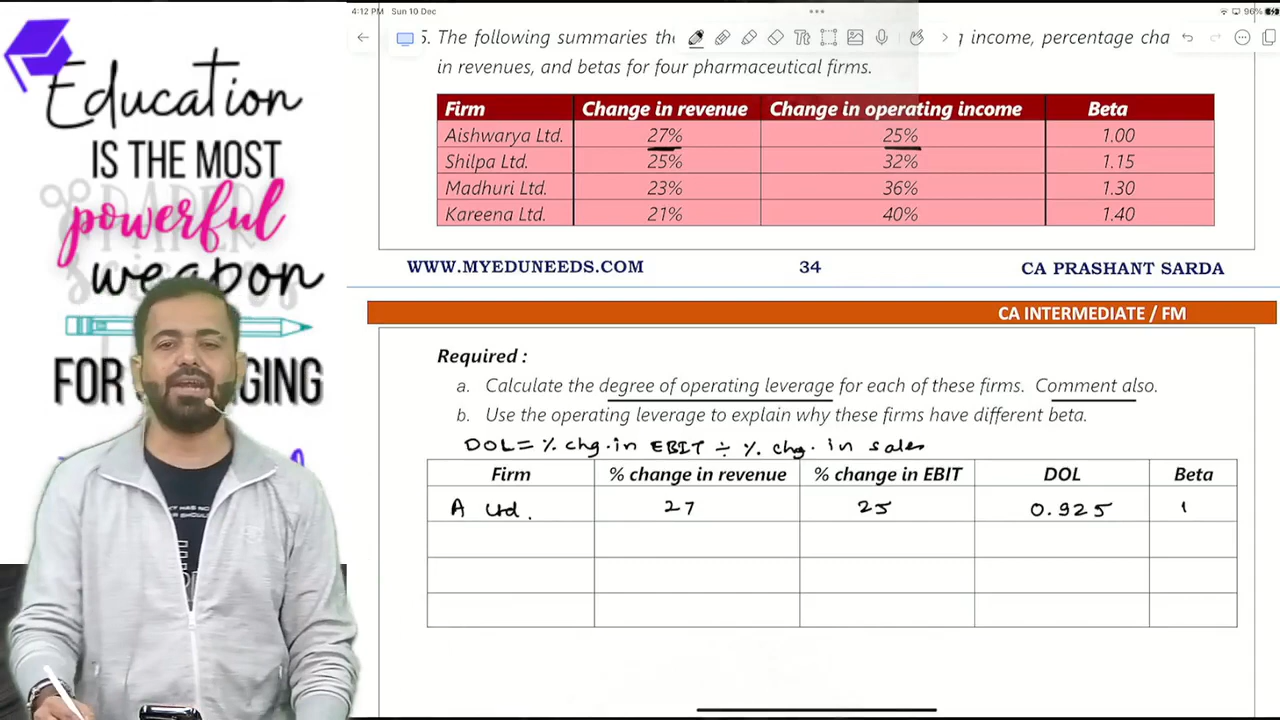 4:12 PM Sun 10 Dec
96%
5. The following summaries the
g income, percentage cha
in revenues, and betas for four pharmaceutical firms.
Firm Change in revenue Change in operating income Beta
Aishwarya Ltd. 27% 25% 1.00
Shilpa Ltd. 25% 32% 1.15
Madhuri Ltd. 23% 36% 1.30
Kareena Ltd. 21% 40% 1.40
WWW.MYEDUNEEDS.COM 34 CA PRASHANT SARDA
CA INTERMEDIATE / FM
Required :
a. Calculate the degree of operating leverage for each of these firms. Comment also.
b. Use the operating leverage to explain why these firms have different beta.
DOL = % chg. in EBIT ÷ % chg. in sales
Firm % change in revenue % change in EBIT DOL Beta
A Ltd. 27 25 0.925 1
Education
IS THE MOST
powerful
weapon
FOR
GING